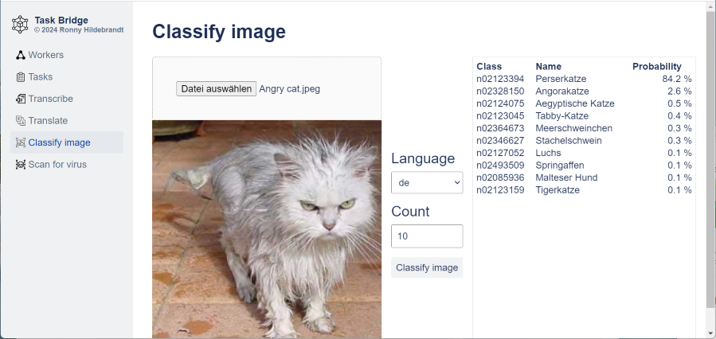 Task Bridge
© 2024 Ronny Hildebrandt
Workers
Tasks
Transcribe
Translate
Classify image
Scan for virus
Classify image
Datei auswählen Angry cat.jpeg
Language
de
Count
10
Classify image
Class Name Probability
n02123394 Perserkatze 84.2 %
n02328150 Angorakatze 2.6 %
n02124075 Aegyptische Katze 0.5 %
n02123045 Tabby-Katze 0.4 %
n02364673 Meerschweinchen 0.3 %
n02346627 Stachelschwein 0.3 %
n02127052 Luchs 0.1 %
n02493509 Springaffen 0.1 %
n02085936 Malteser Hund 0.1 %
n02123159 Tigerkatze 0.1 %